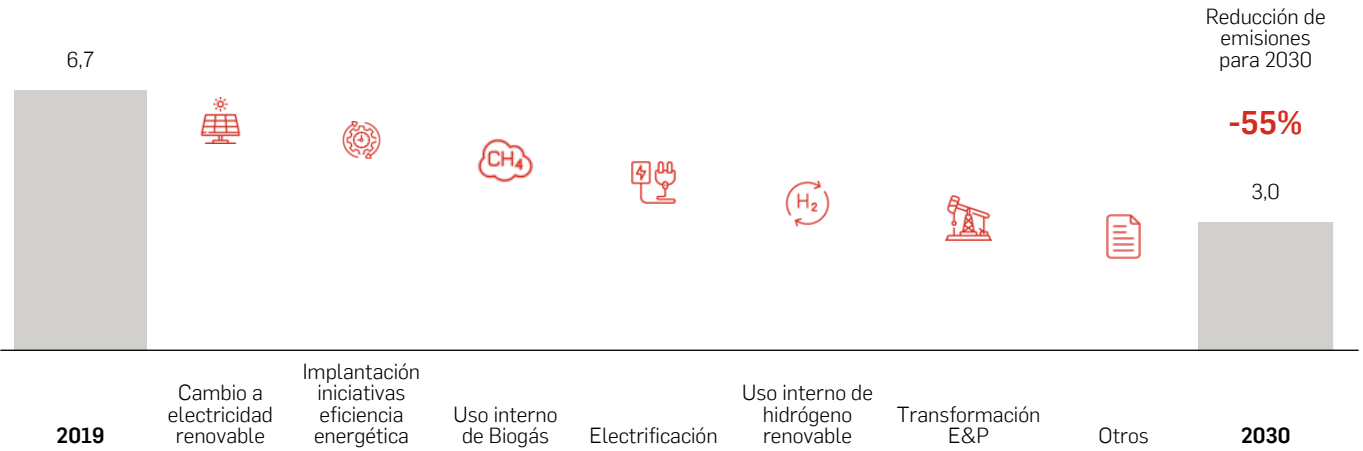 6,7
CH4
H2
Reducción de
emisiones
para 2030
-55%
3,0
2019
Cambio a
electricidad
renovable
Implantación
iniciativas
eficiencia
energética
Uso interno
de Biogás
Electrificación
Uso interno de
hidrógeno
renovable
Transformación
E&P
Otros
2030